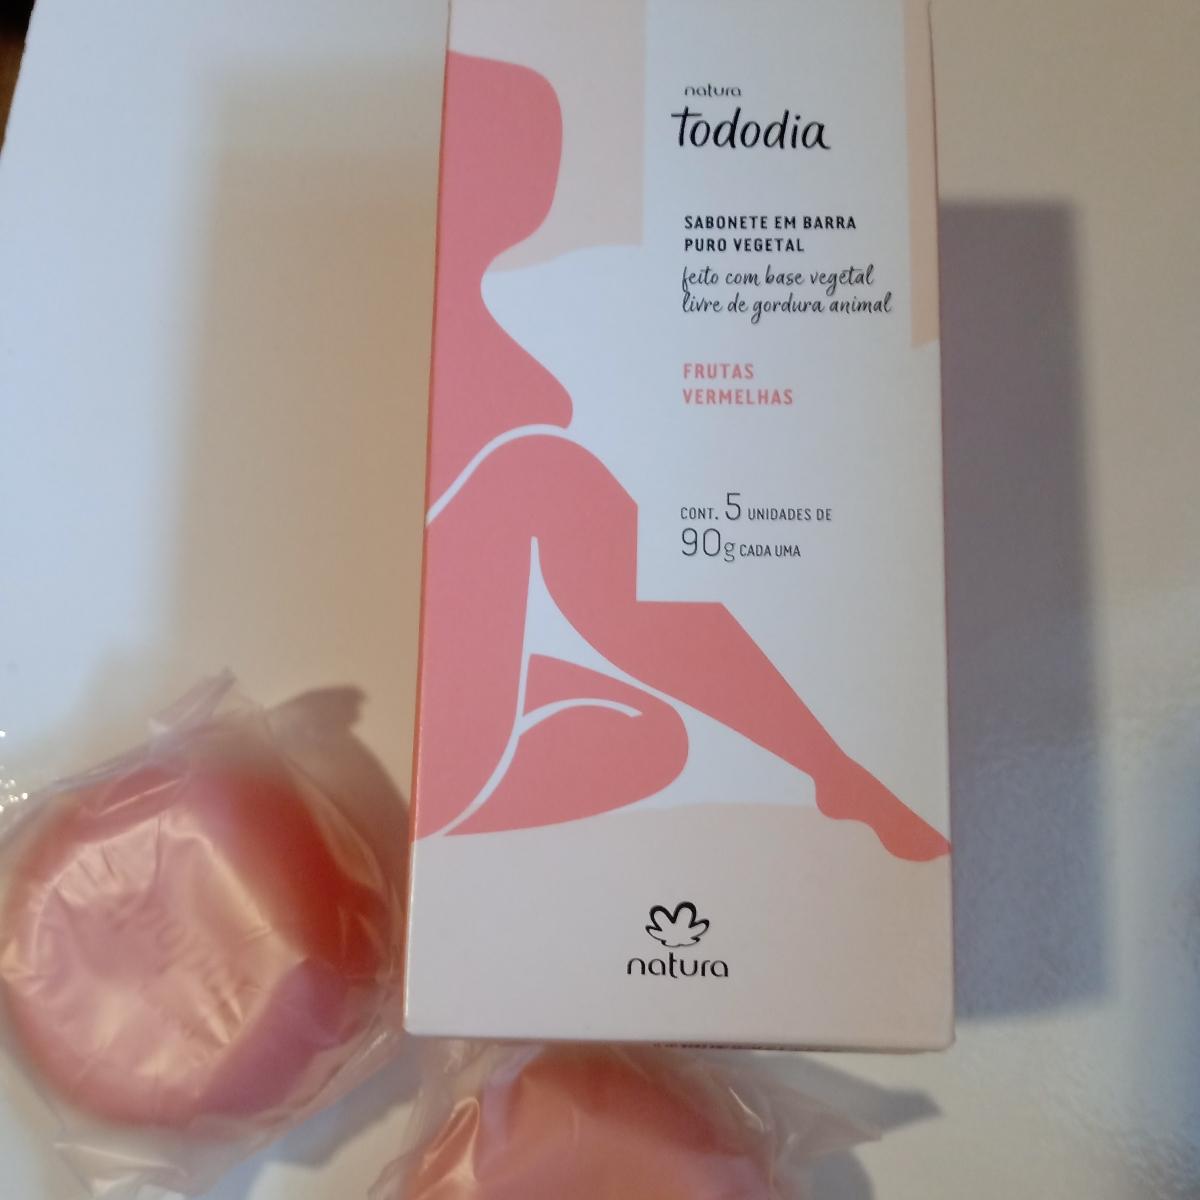 natura
tododia
SABONETE EM BARRA
PURO VEGETAL
feito com base vegetal
livre de gordura animal
FRUTAS
VERMELHAS
CONT. 5 UNIDADES DE
90g CADA UMA
natura